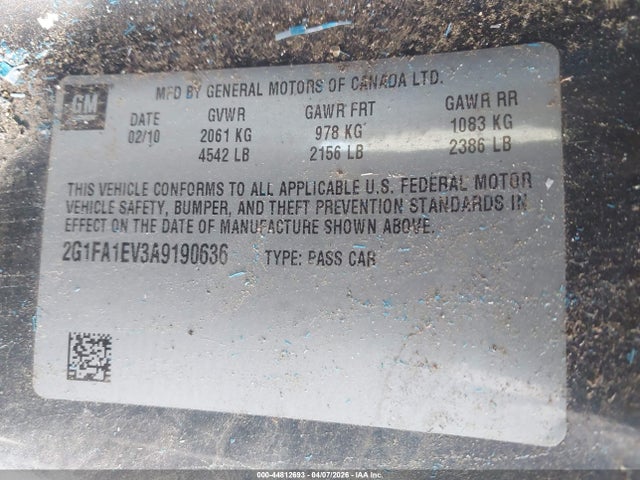 GM
MFD BY GENERAL MOTORS OF CANADA LTD.
DATE GVWR GAWR FRT GAWR RR
02/10 2061 KG 978 KG 1083 KG
4542 LB 2156 LB 2386 LB
THIS VEHICLE CONFORMS TO ALL APPLICABLE U.S. FEDERAL MOTOR
VEHICLE SAFETY, BUMPER, AND THEFT PREVENTION STANDARDS IN
EFFECT ON THE DATE OF MANUFACTURE SHOWN ABOVE.
2G1FA1EV3A9190636 TYPE: PASS CAR
000-44812693 04/07/2026 IAA, Inc.